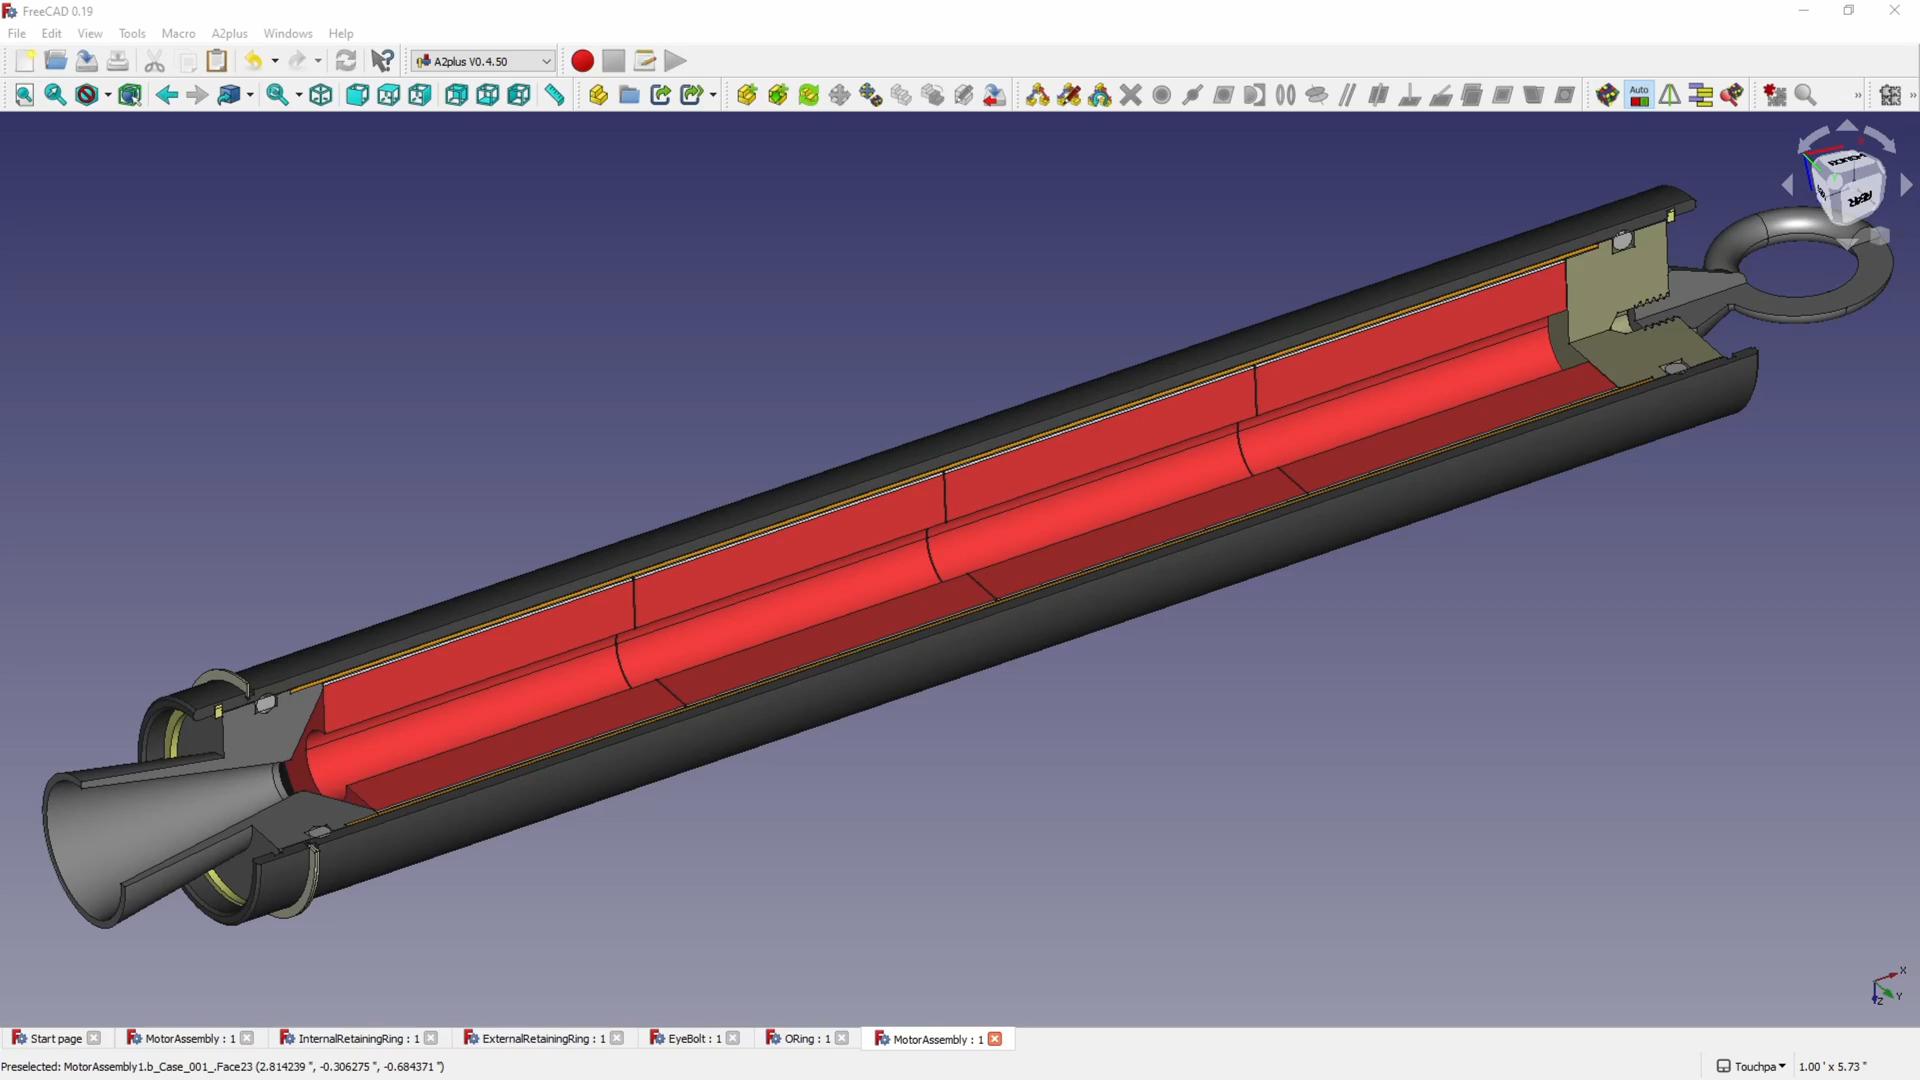 FreeCAD 0.19
File Edit View Tools Macro A2plus Windows Help
A2plus V0.4.50
Auto
REAR
Start page MotorAssembly : 1 InternalRetainingRing : 1 ExternalRetainingRing : 1 EyeBolt : 1 ORing : 1 MotorAssembly : 1
X
Y
Z
Preselected: MotorAssembly1.b_Case_001_.Face23 (2.814239 ", -0.306275 ", -0.684371 ")
Touchpa 1.00 ' x 5.73 "